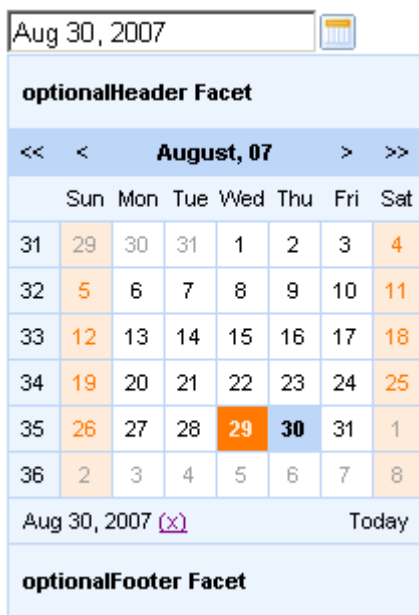 Aug 30, 2007
optionalHeader Facet
<< < August, 07 > >>
Sun Mon Tue Wed Thu Fri Sat
31 29 30 31 1 2 3 4
32 5 6 7 8 9 10 11
33 12 13 14 15 16 17 18
34 19 20 21 22 23 24 25
35 26 27 28 29 30 31 1
36 2 3 4 5 6 7 8
Aug 30, 2007 (x) Today
optionalFooter Facet